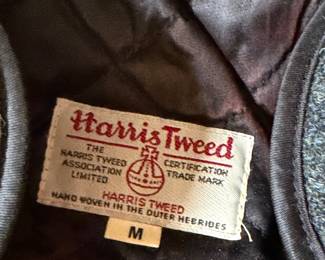 Harris Tweed
THE
HARRIS TWEED
ASSOCIATION
LIMITED
CERTIFICATION
TRADE MARK
HARRIS TWEED
HAND WOVEN IN THE OUTER HEBRIDES
M